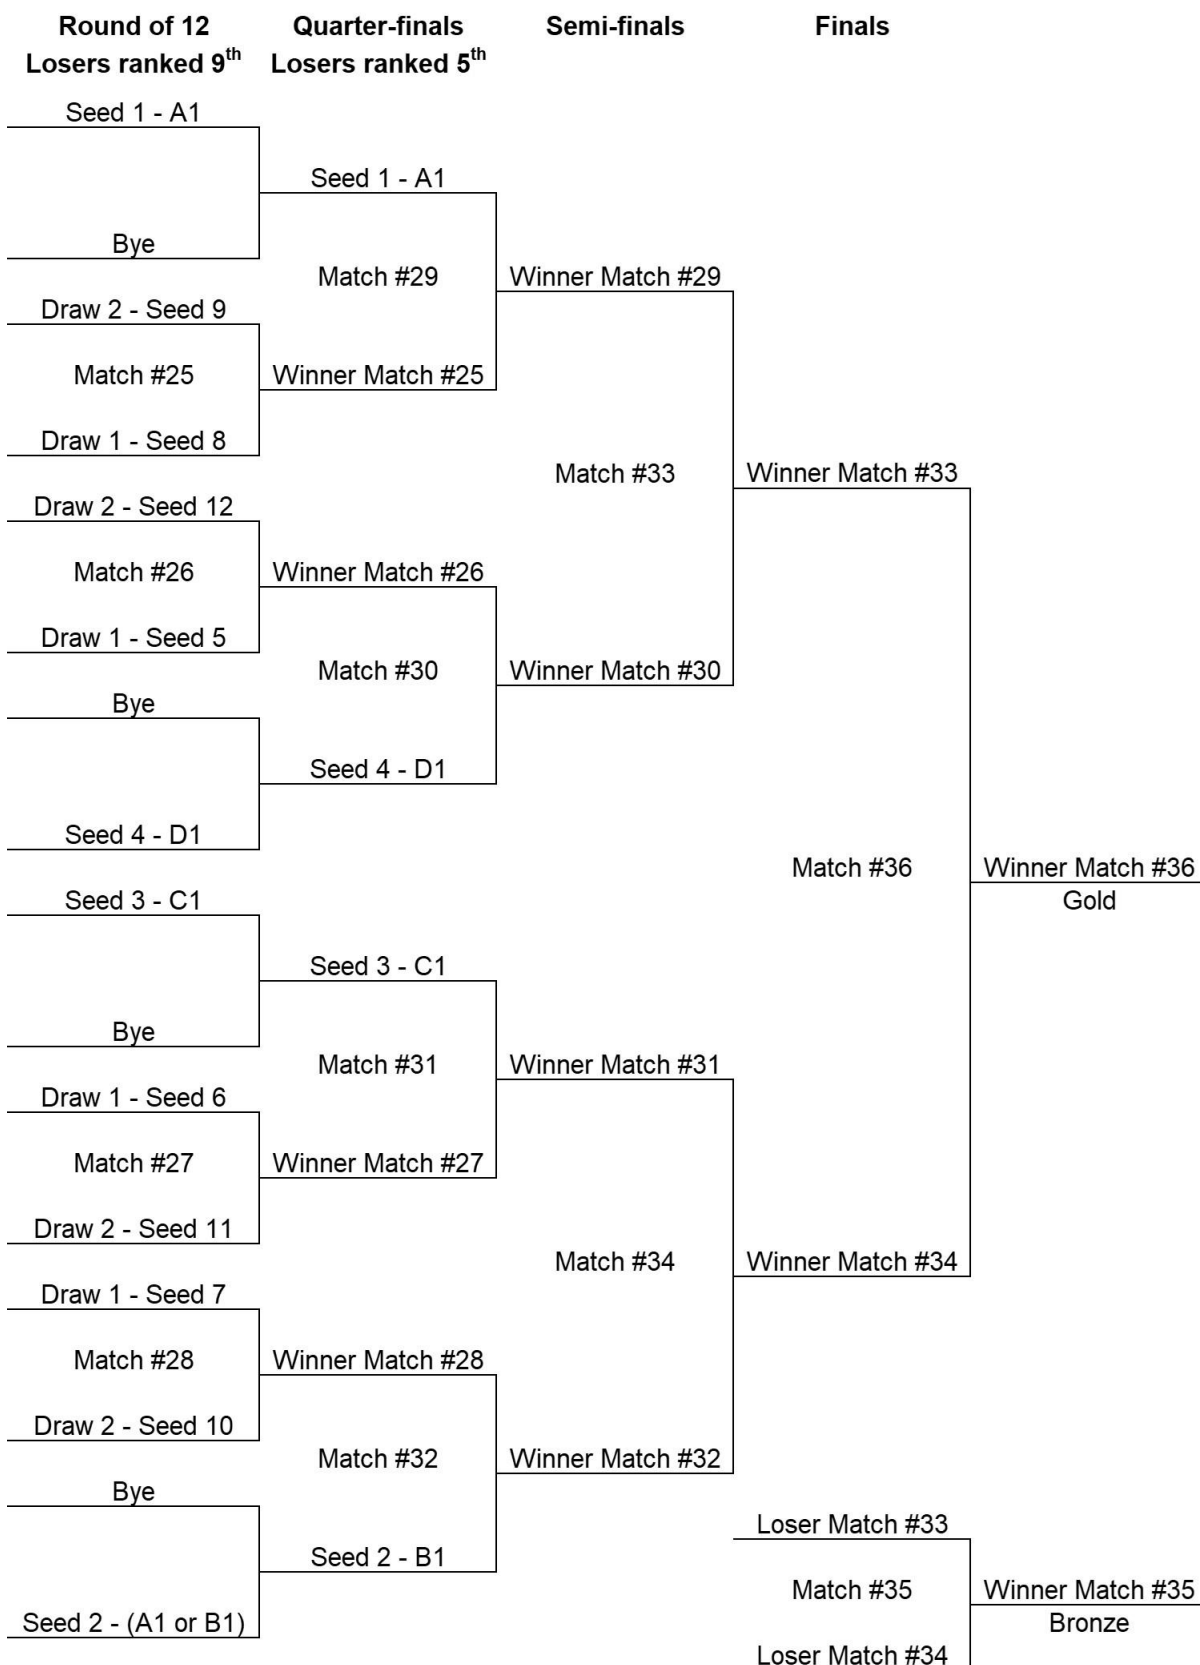 Round of 12
Losers ranked 9th
Quarter-finals
Losers ranked 5th
Semi-finals
Finals
Seed 1 - A1
Seed 1 - A1
Bye
Match #29
Winner Match #29
Draw 2 - Seed 9
Match #25
Winner Match #25
Draw 1 - Seed 8
Match #33
Winner Match #33
Draw 2 - Seed 12
Match #26
Winner Match #26
Draw 1 - Seed 5
Match #30
Winner Match #30
Bye
Seed 4 - D1
Seed 4 - D1
Match #36
Winner Match #36
Gold
Seed 3 - C1
Seed 3 - C1
Bye
Match #31
Winner Match #31
Draw 1 - Seed 6
Match #27
Winner Match #27
Draw 2 - Seed 11
Match #34
Winner Match #34
Draw 1 - Seed 7
Match #28
Winner Match #28
Draw 2 - Seed 10
Match #32
Winner Match #32
Bye
Loser Match #33
Seed 2 - B1
Match #35
Winner Match #35
Bronze
Seed 2 - (A1 or B1)
Loser Match #34